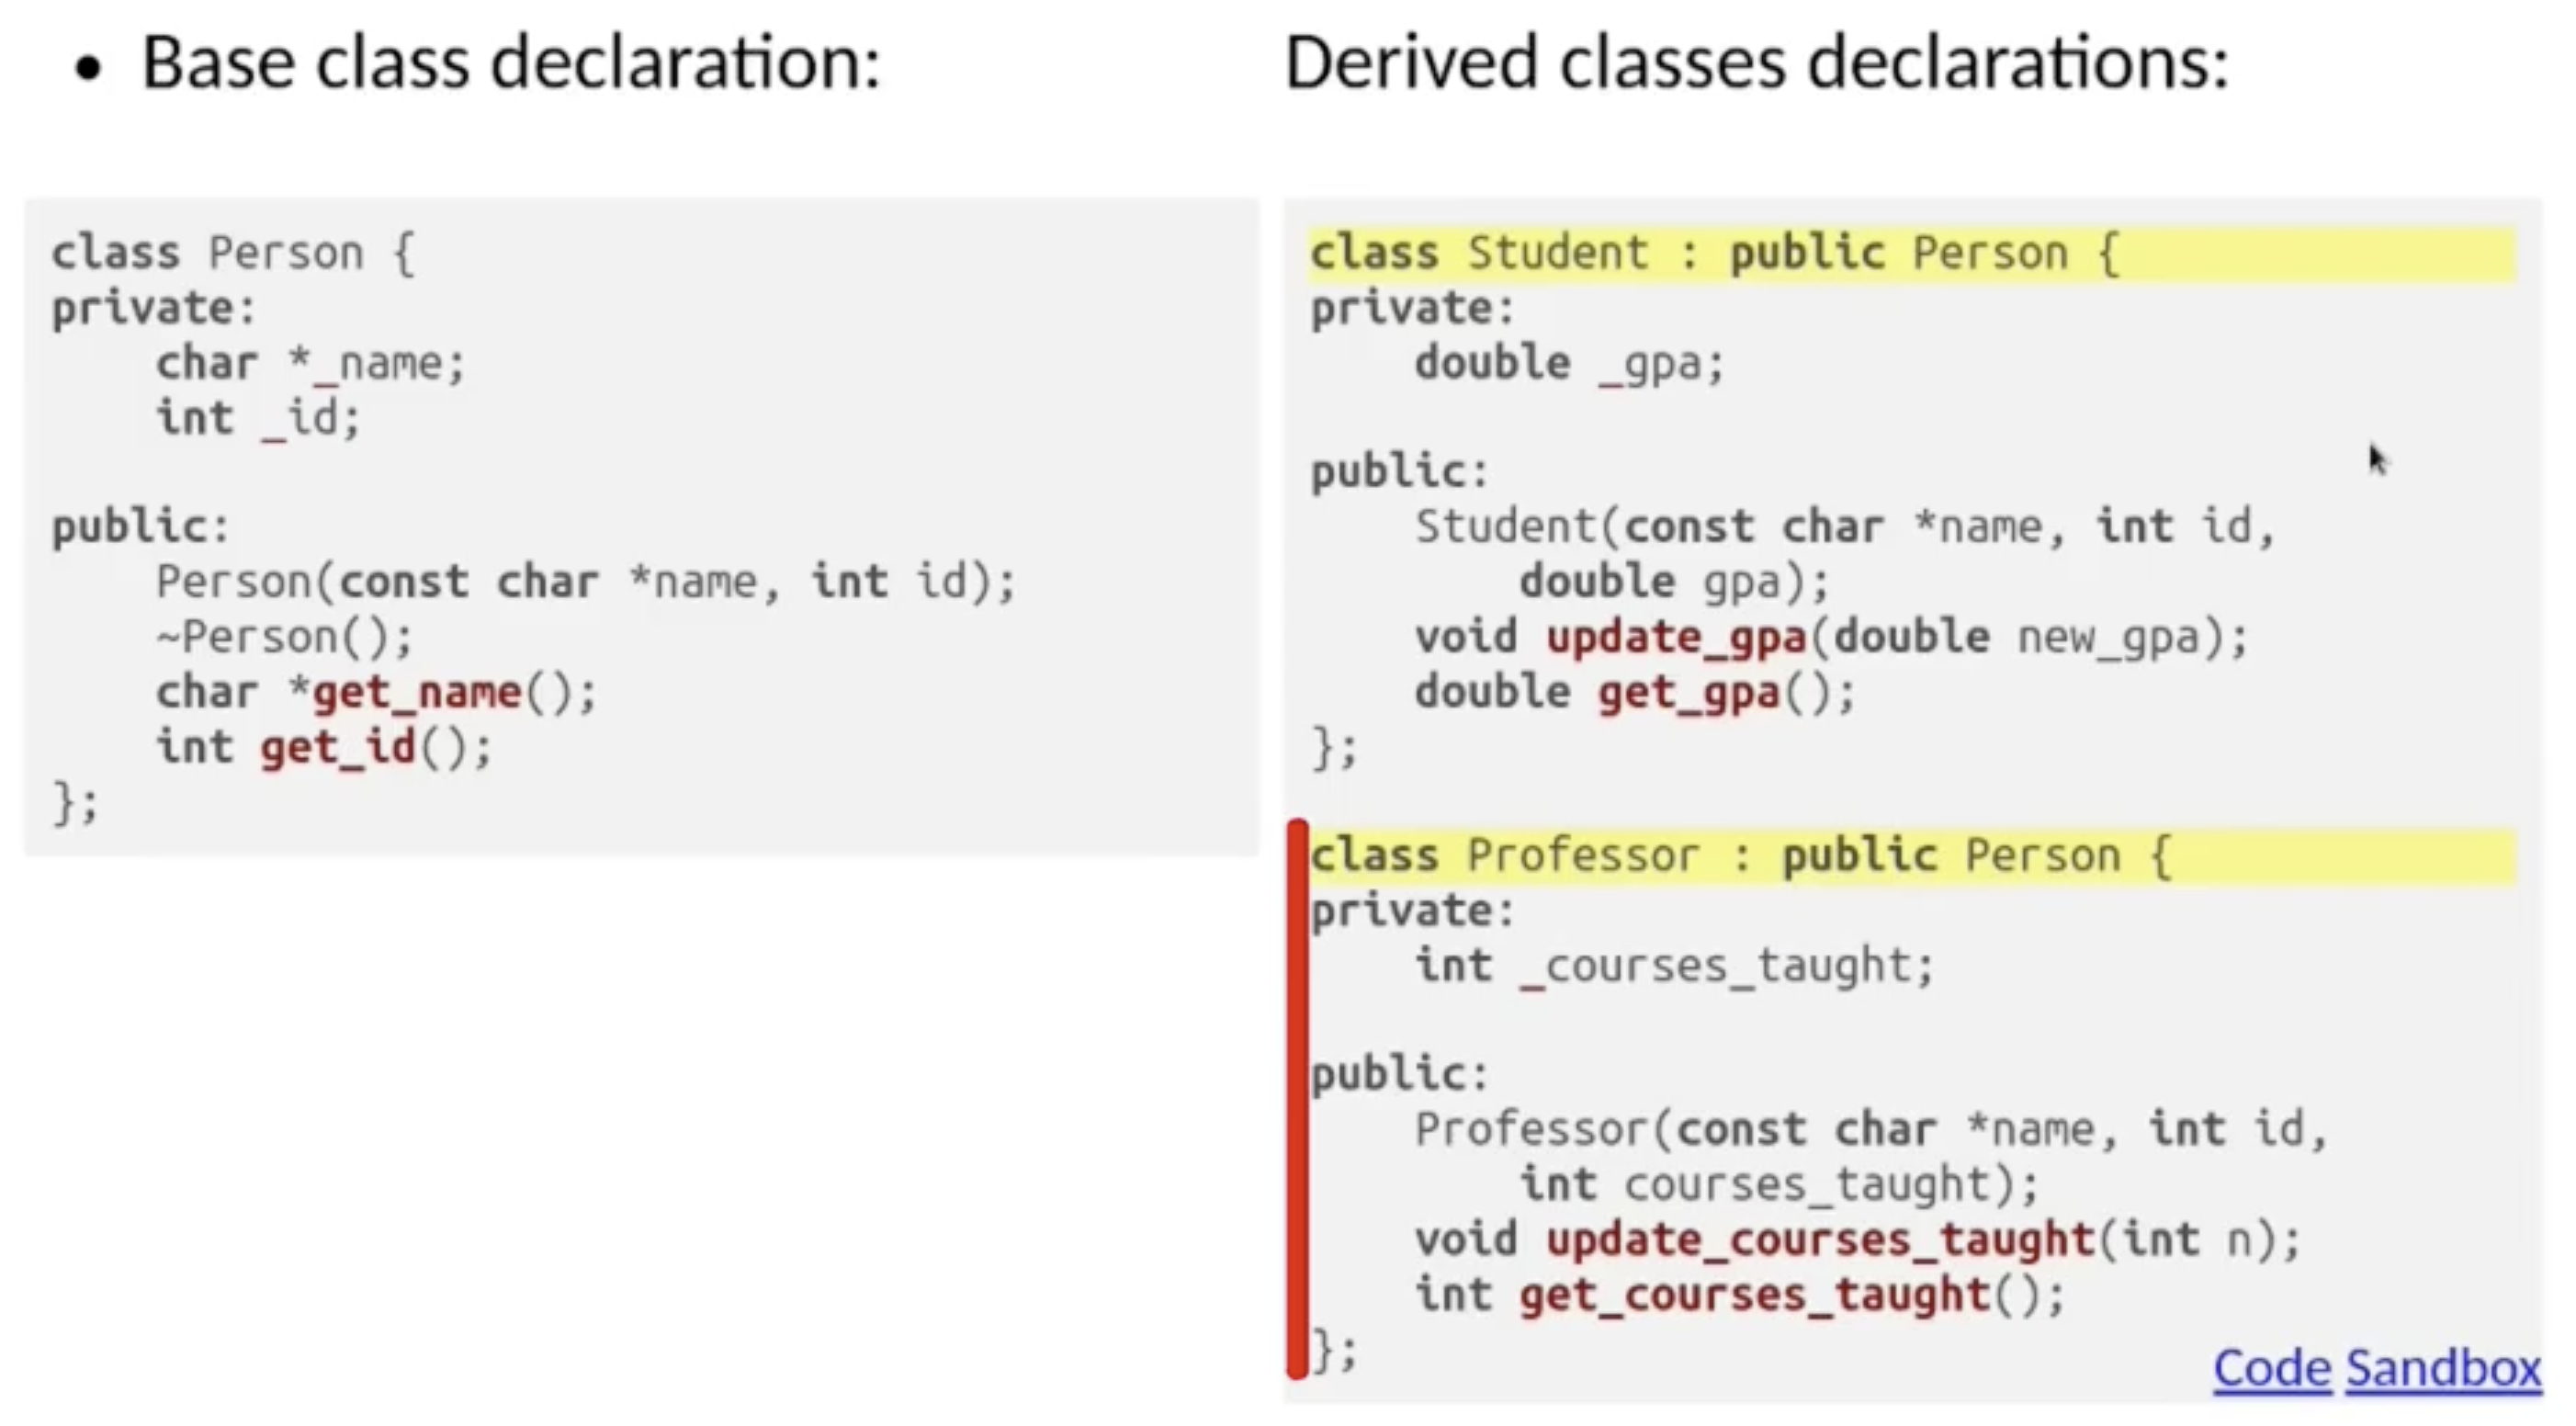 • Base class declaration:
class Person {
private:
    char *_name;
    int _id;

public:
    Person(const char *name, int id);
    ~Person();
    char *get_name();
    int get_id();
};
Derived classes declarations:
class Student : public Person {
private:
    double _gpa;

public:
    Student(const char *name, int id,
        double gpa);
    void update_gpa(double new_gpa);
    double get_gpa();
};

class Professor : public Person {
private:
    int _courses_taught;

public:
    Professor(const char *name, int id,
        int courses_taught);
    void update_courses_taught(int n);
    int get_courses_taught();
};
Code Sandbox